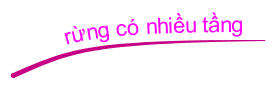 rừng có nhiều tầng